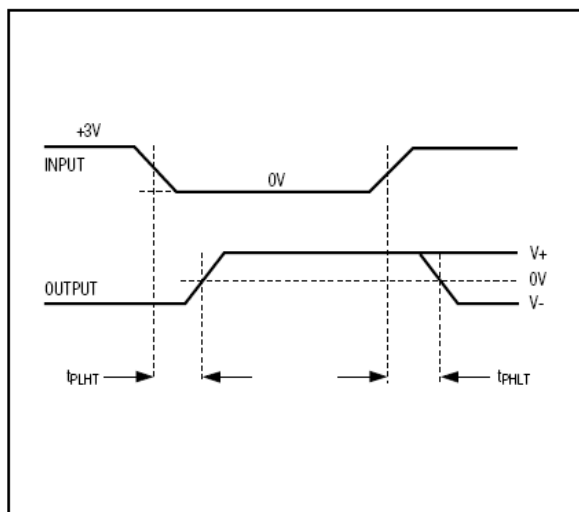 +3V
INPUT
0V
V+
0V
OUTPUT
V-
tPLHT
tPHLT